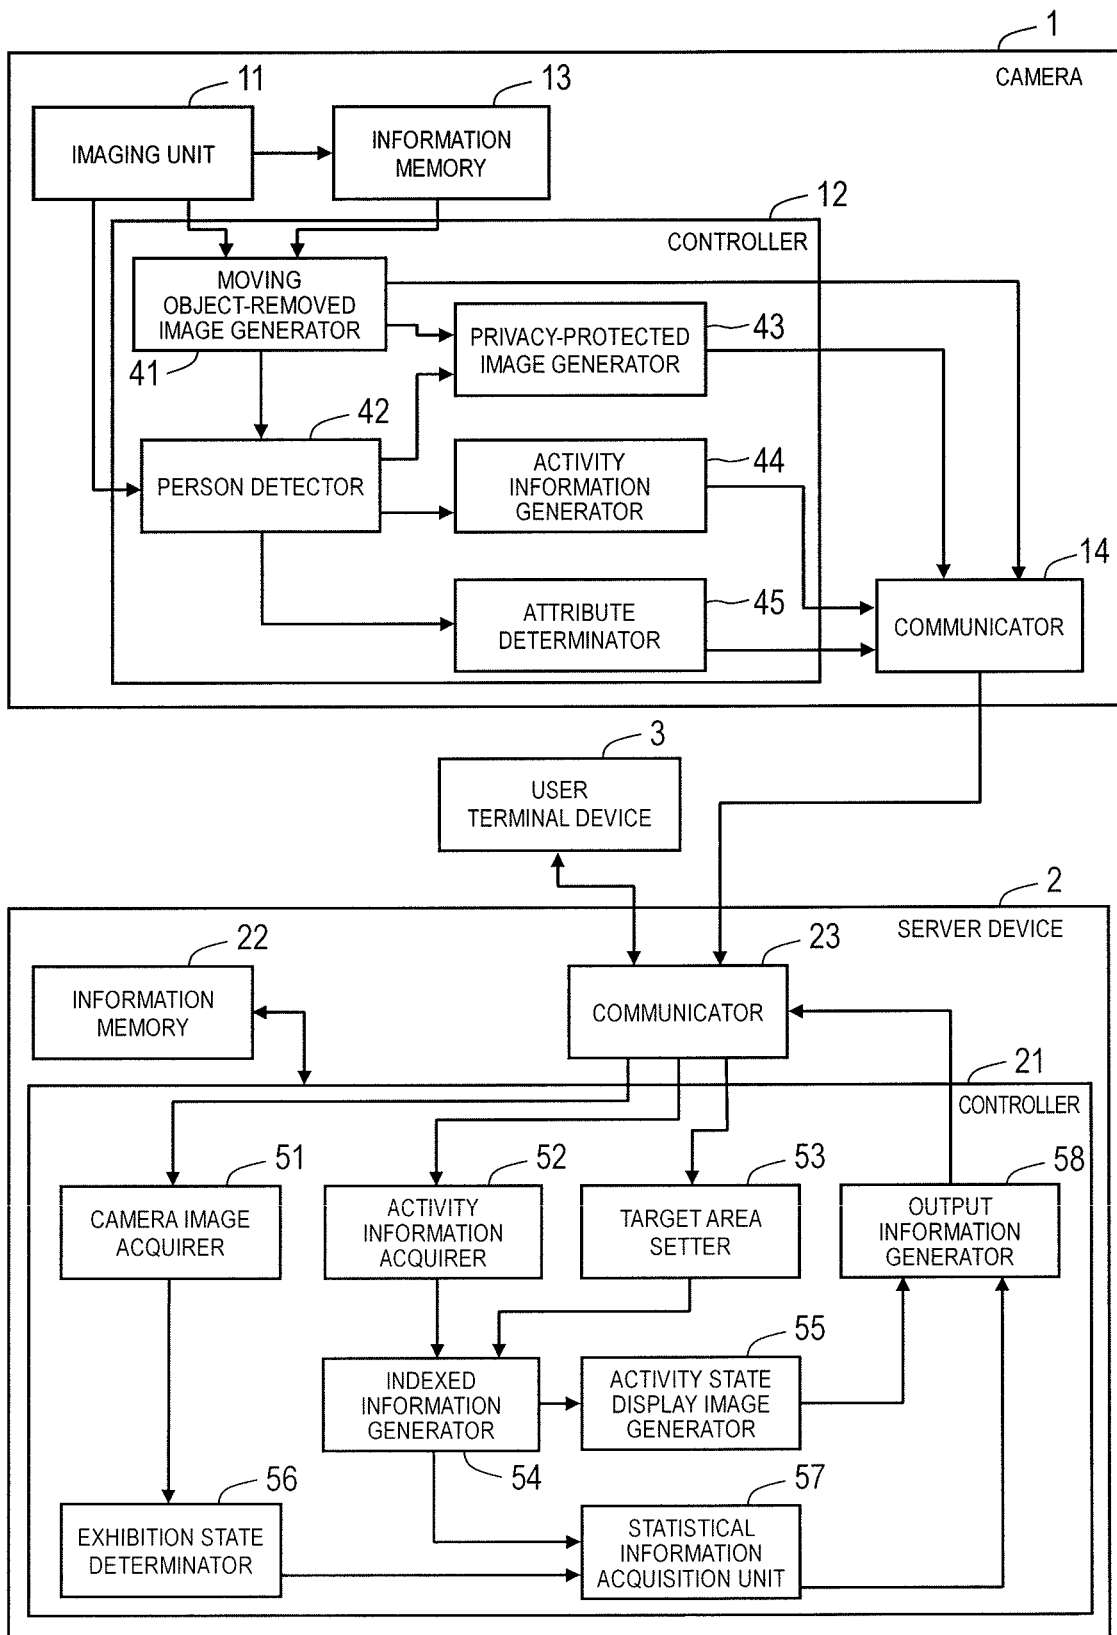 1
CAMERA
11
IMAGING UNIT
13
INFORMATION
MEMORY
12
CONTROLLER
MOVING
OBJECT-REMOVED
IMAGE GENERATOR
41
PRIVACY-PROTECTED
IMAGE GENERATOR
43
42
PERSON DETECTOR
ACTIVITY
INFORMATION
GENERATOR
44
ATTRIBUTE
DETERMINATOR
45
14
COMMUNICATOR
3
USER
TERMINAL DEVICE
2
SERVER DEVICE
22
INFORMATION
MEMORY
23
COMMUNICATOR
21
CONTROLLER
51
CAMERA IMAGE
ACQUIRER
52
ACTIVITY
INFORMATION
ACQUIRER
53
TARGET AREA
SETTER
58
OUTPUT
INFORMATION
GENERATOR
INDEXED
INFORMATION
GENERATOR
54
55
ACTIVITY STATE
DISPLAY IMAGE
GENERATOR
56
EXHIBITION STATE
DETERMINATOR
57
STATISTICAL
INFORMATION
ACQUISITION UNIT